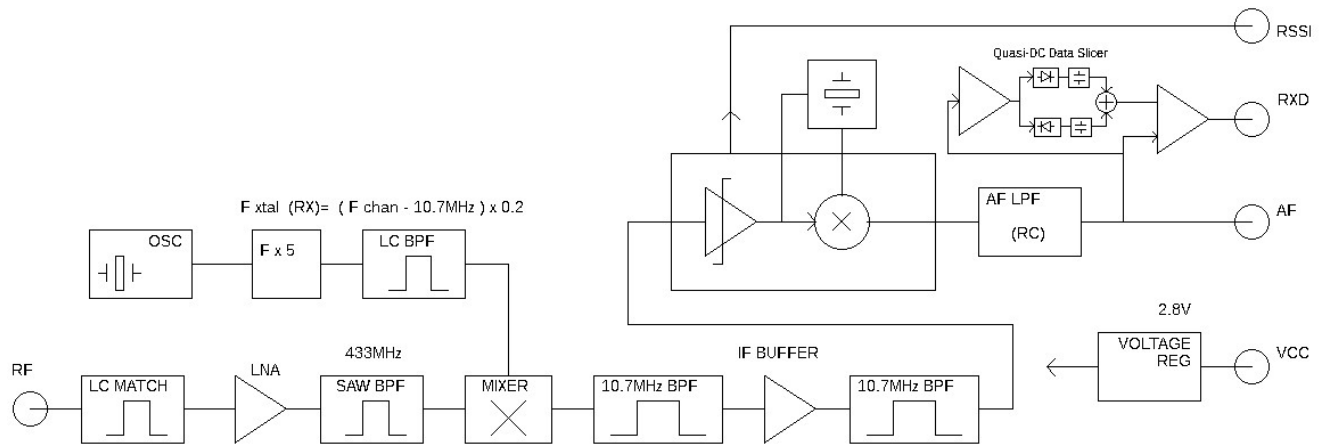 RSSI
Quasi-DC Data Slicer
RXD
F xtal (RX)= ( F chan - 10.7MHz ) x 0.2
AF LPF
(RC)
AF
OSC
F x 5
LC BPF
2.8V
433MHz
IF BUFFER
VOLTAGE
REG
VCC
RF
LNA
LC MATCH
SAW BPF
MIXER
10.7MHz BPF
10.7MHz BPF